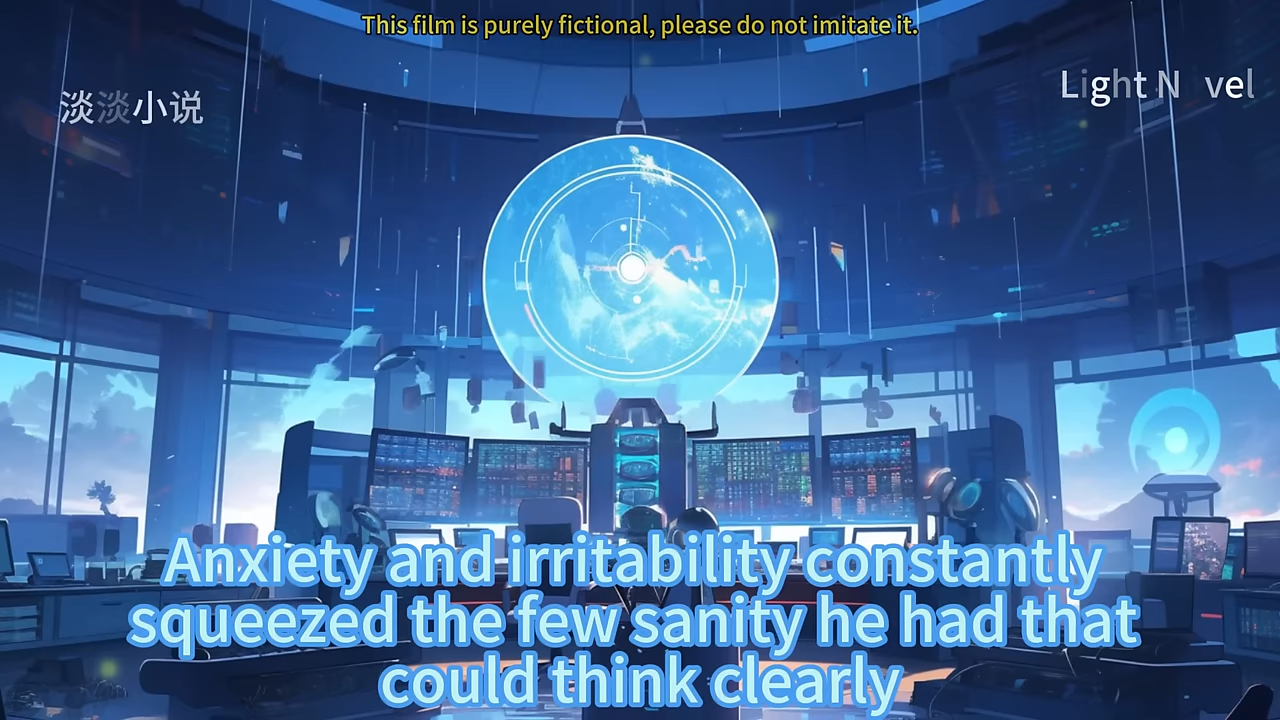 This film is purely fictional, please do not imitate it.
淡淡小说
Light N vel
Anxiety and irritability constantly
squeezed the few sanity he had that
could think clearly